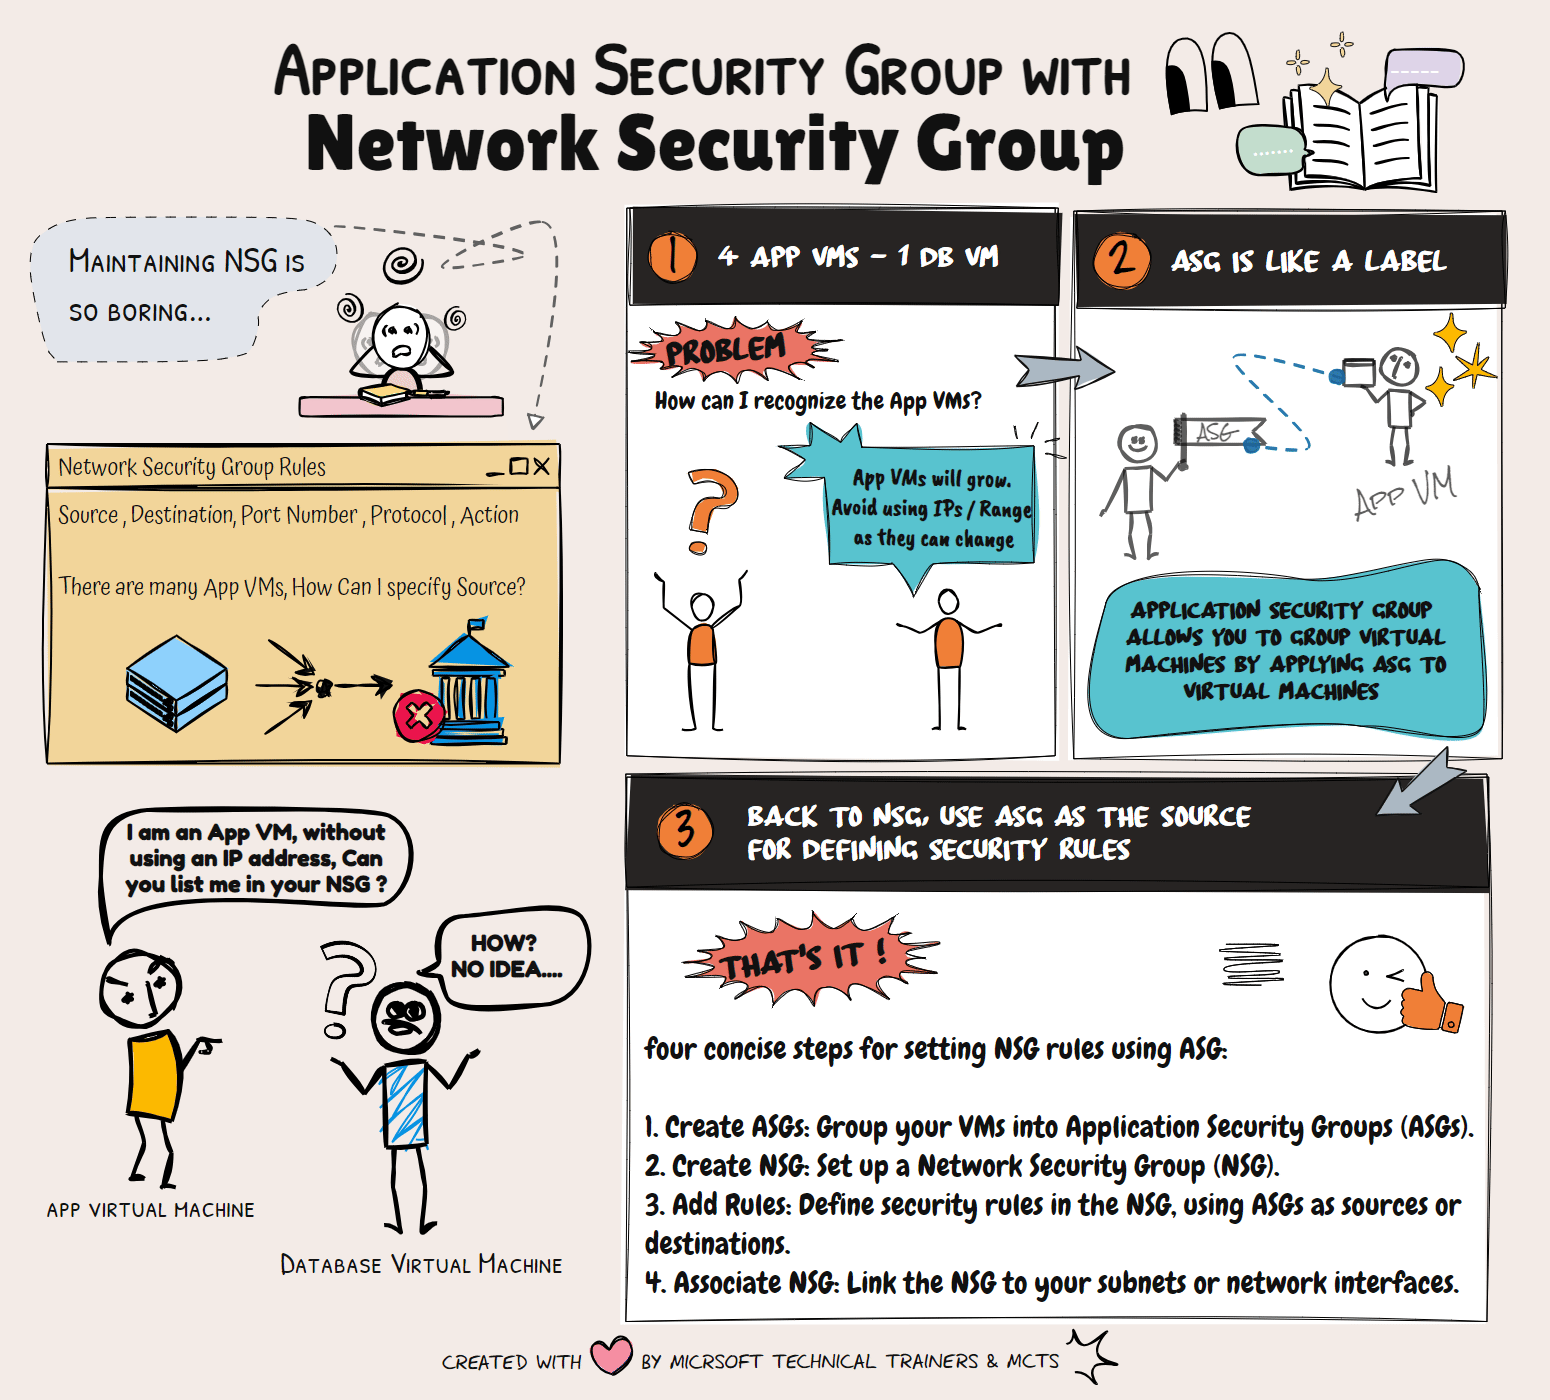 Application Security Group with
Network Security Group
Maintaining NSG is
so boring...
Network Security Group Rules
Source , Destination, Port Number , Protocol , Action
There are many App VMs, How Can I specify Source?
I am an App VM, without
using an IP address, Can
you list me in your NSG ?
HOW?
NO IDEA....
APP VIRTUAL MACHINE
Database Virtual Machine
1
4 APP VMS - 1 DB VM
PROBLEM
How can I recognize the App VMs?
App VMs will grow.
Avoid using IPs / Range
as they can change
2
ASG IS LIKE A LABEL
ASG
APP VM
APPLICATION SECURITY GROUP
ALLOWS YOU TO GROUP VIRTUAL
MACHINES BY APPLYING ASG TO
VIRTUAL MACHINES
3
BACK TO NSG, USE ASG AS THE SOURCE
FOR DEFINING SECURITY RULES
THAT'S IT !
four concise steps for setting NSG rules using ASG:
1. Create ASGs: Group your VMs into Application Security Groups (ASGs).
2. Create NSG: Set up a Network Security Group (NSG).
3. Add Rules: Define security rules in the NSG, using ASGs as sources or
destinations.
4. Associate NSG: Link the NSG to your subnets or network interfaces.
CREATED WITH BY MICRSOFT TECHNICAL TRAINERS & MCTS